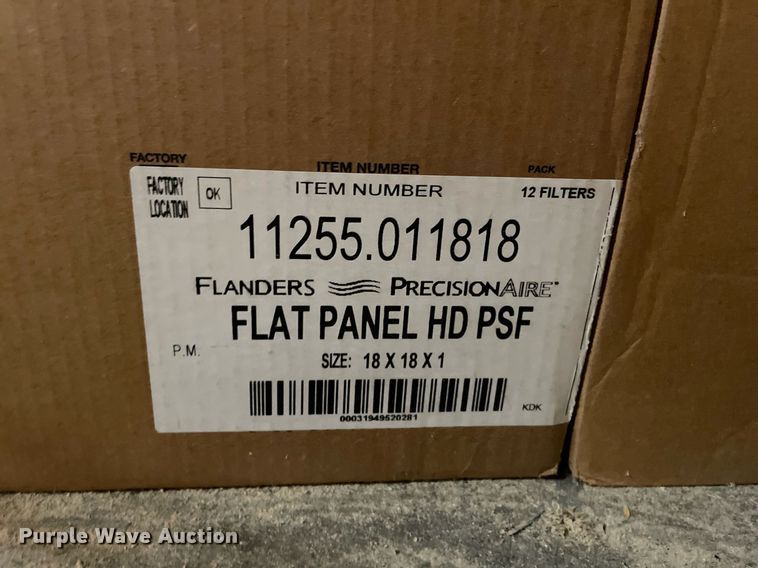 FACTORY
ITEM NUMBER
PACK
FACTORY
LOCATION
OK
ITEM NUMBER
12 FILTERS
11255.011818
FLANDERS PRECISIONAIRE
FLAT PANEL HD PSF
P.M.
SIZE: 18 X 18 X 1
00031949520281
KDK
Purple Wave Auction